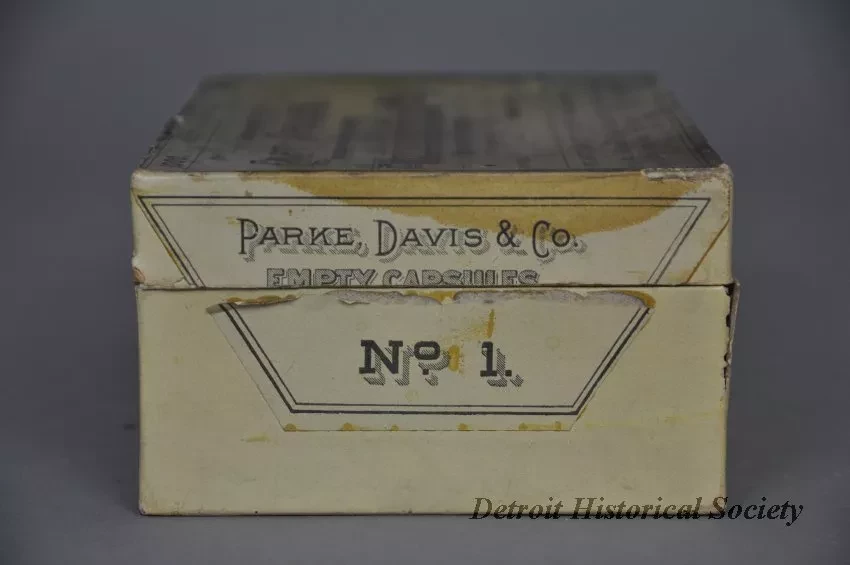 PARKE, DAVIS & Co.
EMPTY CAPSULES
No 1.
Detroit Historical Society